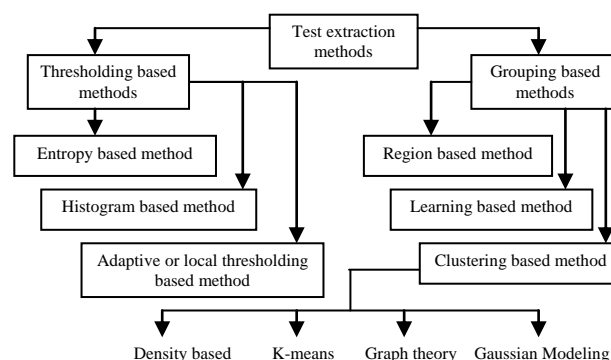 Test extraction
methods
Thresholding based
methods
Grouping based
methods
Entropy based method
Region based method
Histogram based method
Learning based method
Adaptive or local thresholding
based method
Clustering based method
Density based
K-means
Graph theory
Gaussian Modeling